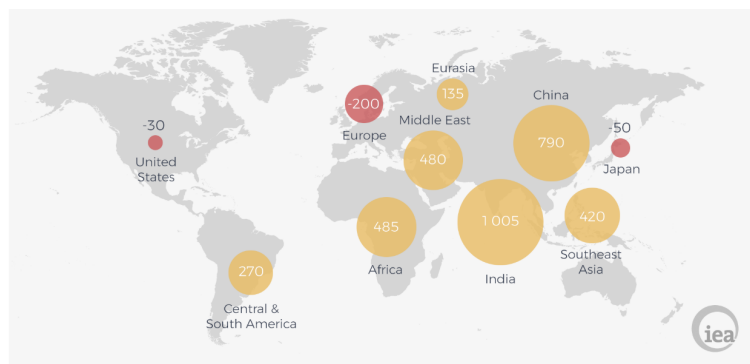 Eurasia
135
China
-200
-30
Europe
Middle East
480
790
-50
United
States
Japan
485
1 005
420
Africa
India
Southeast
Asia
270
Central &
South America
iea